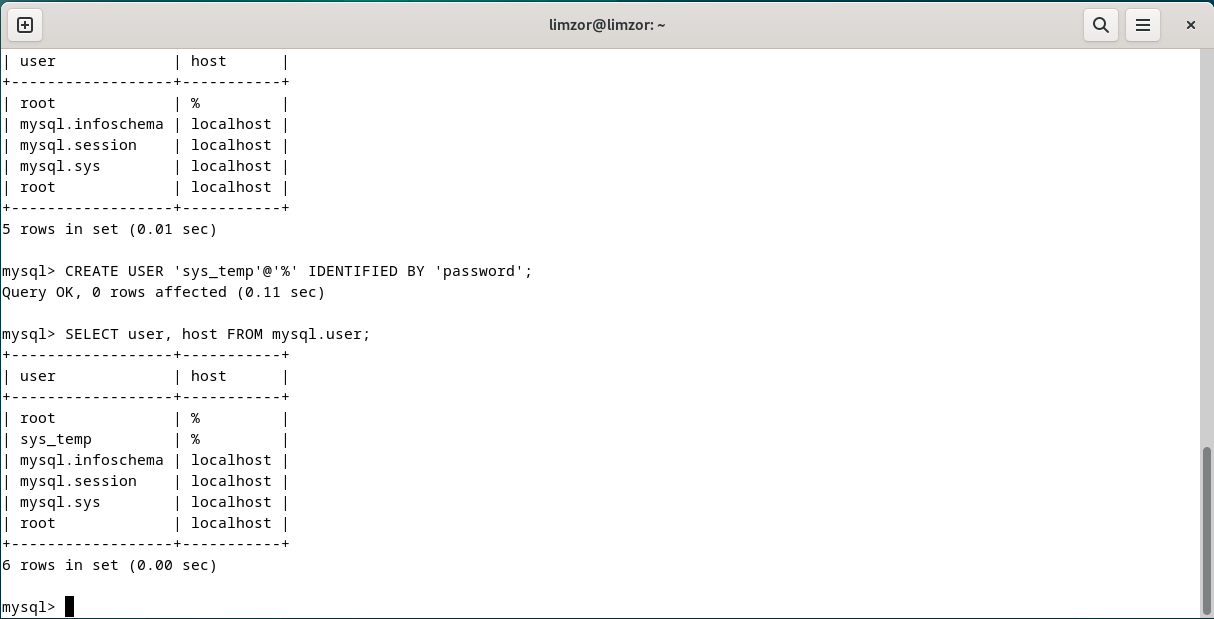 limzor@limzor: ~
| user             | host      |
+------------------+-----------+
| root             | %         |
| mysql.infoschema | localhost |
| mysql.session    | localhost |
| mysql.sys        | localhost |
| root             | localhost |
+------------------+-----------+
5 rows in set (0.01 sec)

mysql> CREATE USER 'sys_temp'@'%' IDENTIFIED BY 'password';
Query OK, 0 rows affected (0.11 sec)

mysql> SELECT user, host FROM mysql.user;
+------------------+-----------+
| user             | host      |
+------------------+-----------+
| root             | %         |
| sys_temp         | %         |
| mysql.infoschema | localhost |
| mysql.session    | localhost |
| mysql.sys        | localhost |
| root             | localhost |
+------------------+-----------+
6 rows in set (0.00 sec)

mysql>